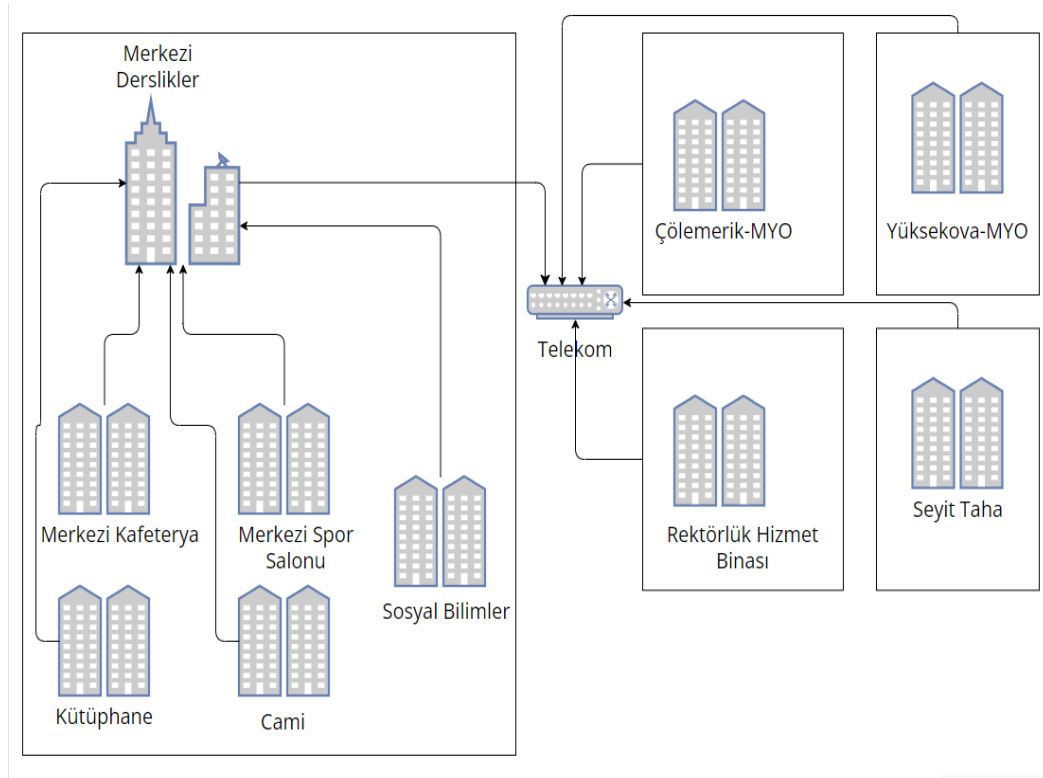 Merkezi
Derslikler
Çölemerik-MYO
Yüksekova-MYO
Telekom
Merkezi Kafeterya
Merkezi Spor
Salonu
Sosyal Bilimler
Rektörlük Hizmet
Binası
Seyit Taha
Kütüphane
Cami